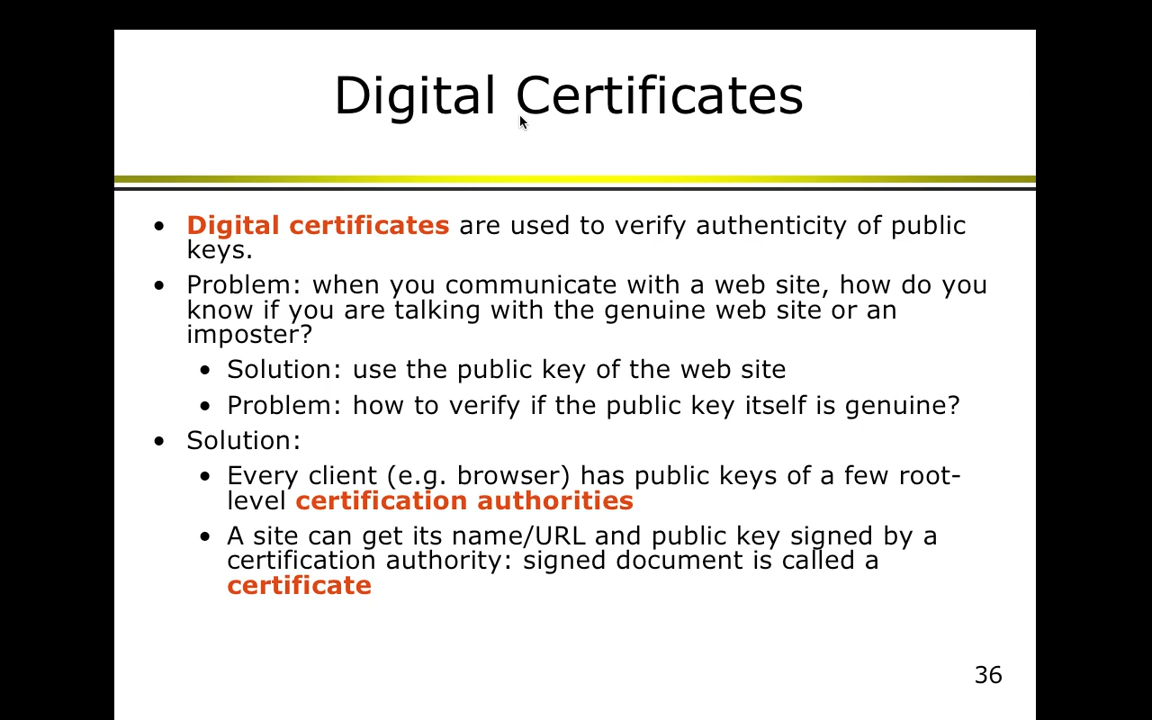 Digital Certificates
• Digital certificates are used to verify authenticity of public
keys.
• Problem: when you communicate with a web site, how do you
know if you are talking with the genuine web site or an
imposter?
• Solution: use the public key of the web site
• Problem: how to verify if the public key itself is genuine?
• Solution:
• Every client (e.g. browser) has public keys of a few root-
level certification authorities
• A site can get its name/URL and public key signed by a
certification authority: signed document is called a
certificate
36